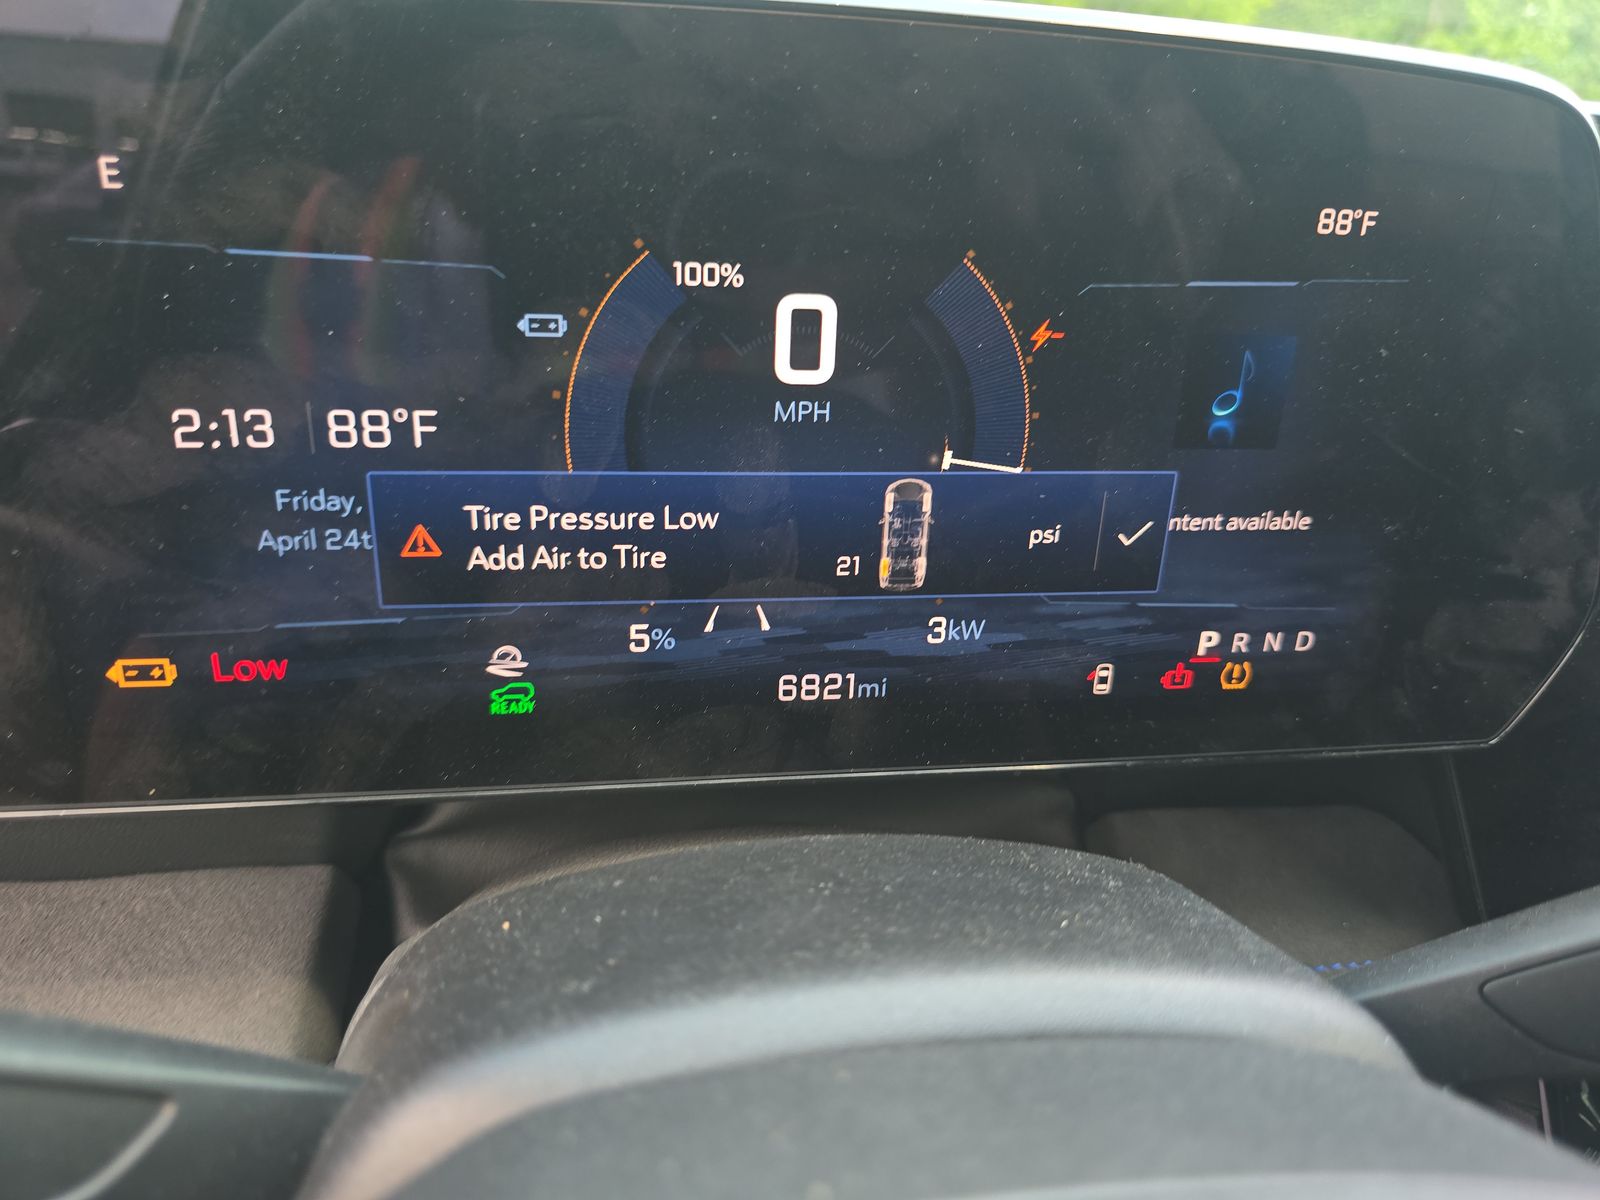 E
88°F
100%
0
MPH
2:13 88°F
Friday,
April 24t
Tire Pressure Low
Add Air to Tire
21
psi
ntent available
5%
3kW
P R N D
Low
READY
6821mi